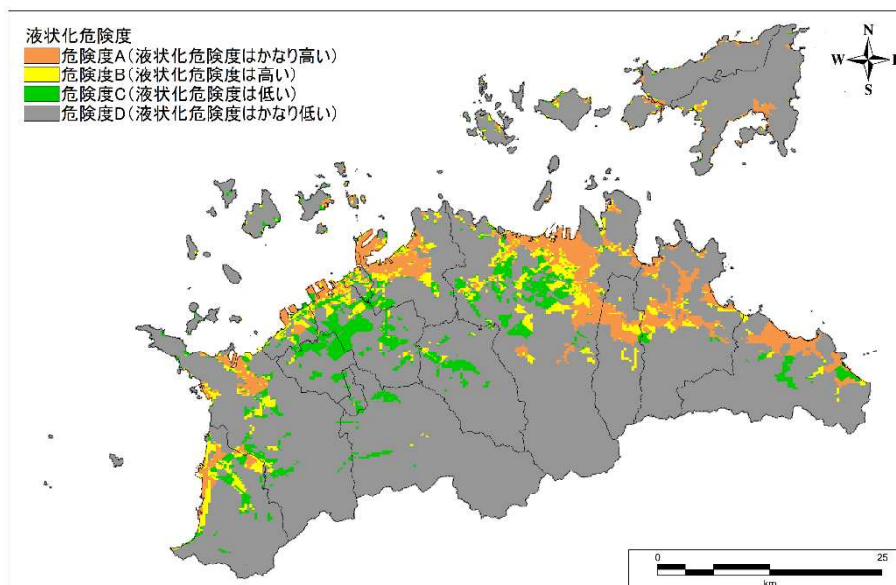 液状化危険度
危険度A(液状化危険度はかなり高い)
危険度B(液状化危険度は高い)
危険度C(液状化危険度は低い)
危険度D(液状化危険度はかなり低い)
N
W E
S
0 25
km